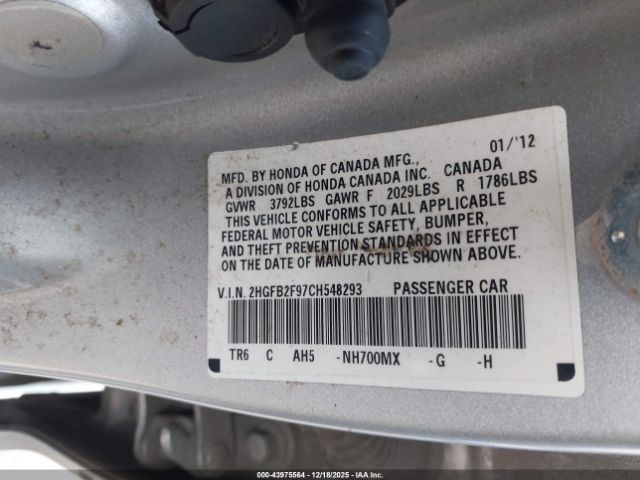 01/'12
MFD. BY HONDA OF CANADA MFG.,
A DIVISION OF HONDA CANADA INC. CANADA
GVWR 3792LBS GAWR F 2029LBS R 1786LBS
THIS VEHICLE CONFORMS TO ALL APPLICABLE
FEDERAL MOTOR VEHICLE SAFETY, BUMPER,
AND THEFT PREVENTION STANDARDS IN EFFECT
ON THE DATE OF MANUFACTURE SHOWN ABOVE.
V.I.N. 2HGFB2F97CH548293 PASSENGER CAR
TR6 C AH5 -NH700MX -G -H
000-43975564 | 12/18/2025 - IAA Inc.